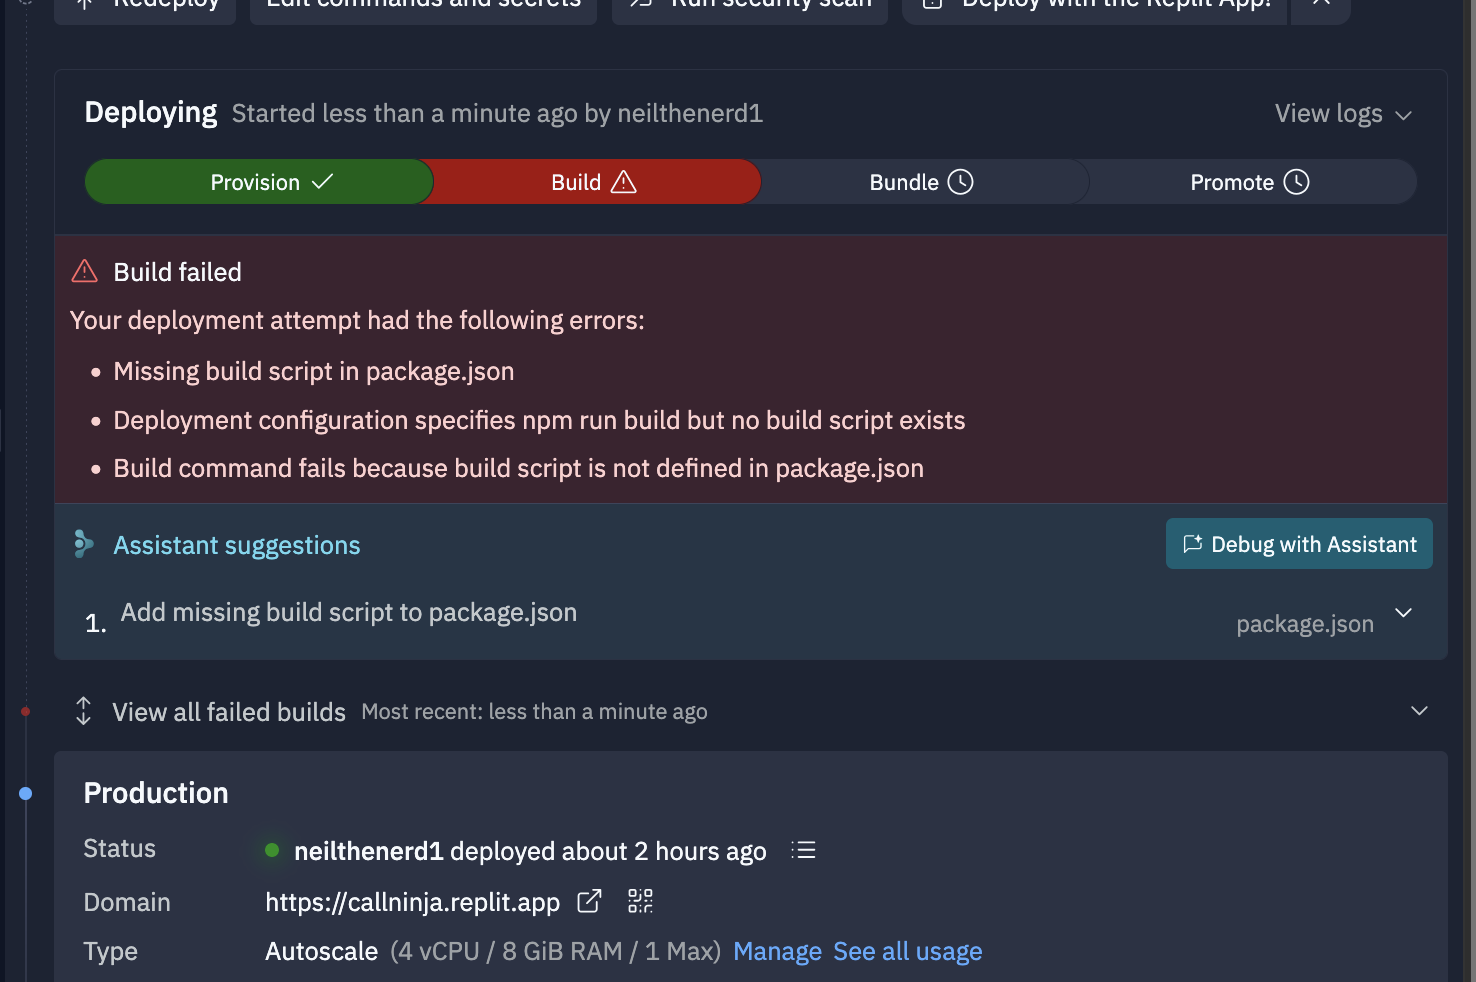 Redeploy Edit commands and secrets Run security scan Deploy with the Replit App!
Deploying Started less than a minute ago by neilthenerd1 View logs
Provision Build Bundle Promote
Build failed
Your deployment attempt had the following errors:
• Missing build script in package.json
• Deployment configuration specifies npm run build but no build script exists
• Build command fails because build script is not defined in package.json
Assistant suggestions Debug with Assistant
1. Add missing build script to package.json package.json
View all failed builds Most recent: less than a minute ago
Production
Status neilthenerd1 deployed about 2 hours ago
Domain https://callninja.replit.app
Type Autoscale (4 vCPU / 8 GiB RAM / 1 Max) Manage See all usage